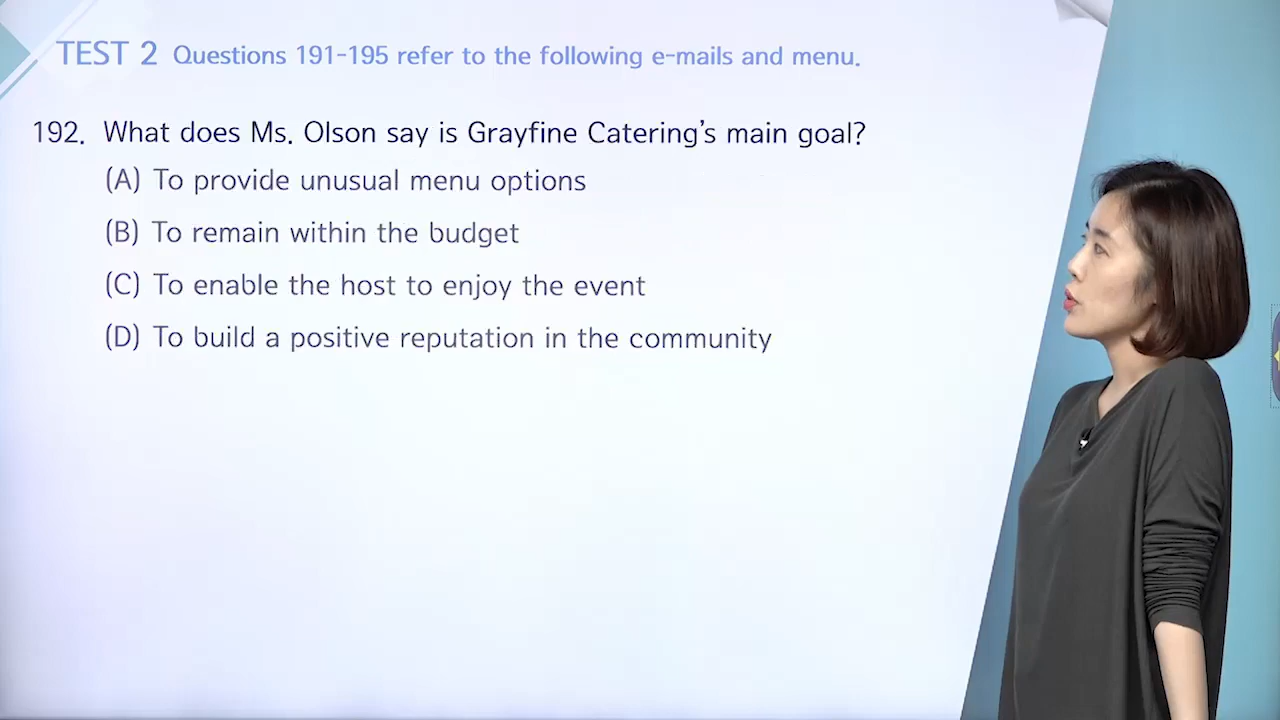 TEST 2 Questions 191-195 refer to the following e-mails and menu.
192. What does Ms. Olson say is Grayfine Catering's main goal?
(A) To provide unusual menu options
(B) To remain within the budget
(C) To enable the host to enjoy the event
(D) To build a positive reputation in the community